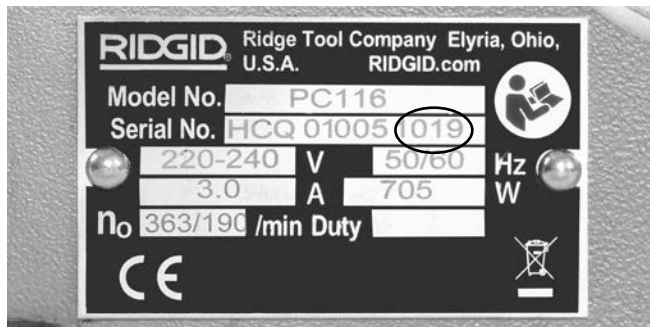 RIDGID® Ridge Tool Company Elyria, Ohio,
U.S.A. RIDGID.com
Model No. PC116
Serial No. HCQ 01005 1019
220-240 V 50/60 Hz
3.0 A 705 W
no 363/190 /min Duty
CE